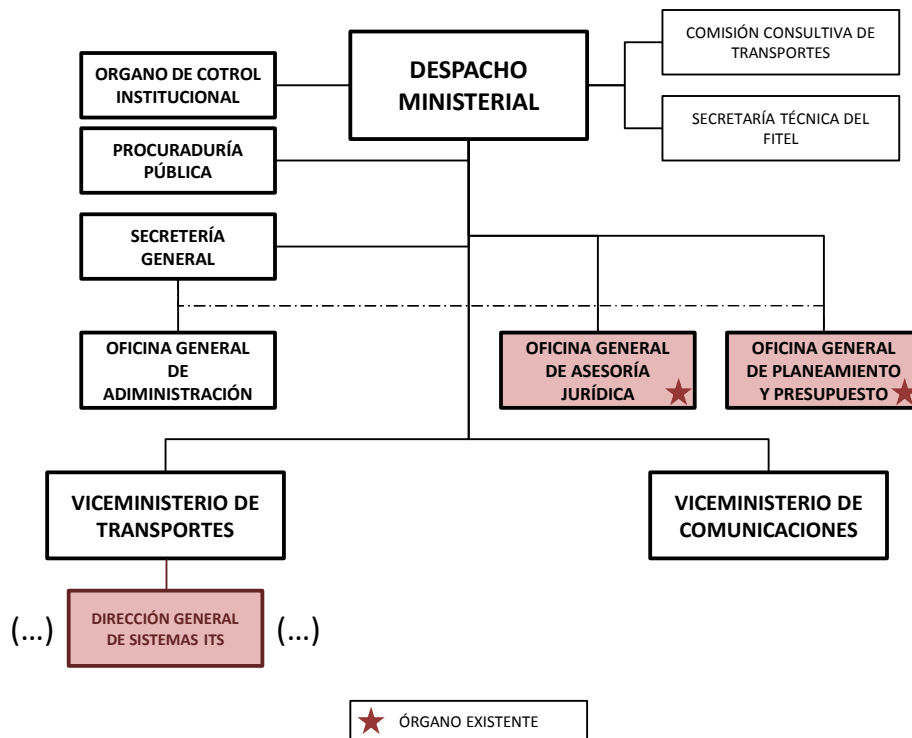 COMISIÓN CONSULTIVA DE
TRANSPORTES
ORGANO DE COTROL
INSTITUCIONAL
DESPACHO
MINISTERIAL
SECRETARÍA TÉCNICA DEL
FITEL
PROCURADURÍA
PÚBLICA
SECRETERÍA
GENERAL
OFICINA GENERAL
DE
ADIMINISTRACIÓN
OFICINA GENERAL
DE ASESORÍA
JURÍDICA
OFICINA GENERAL
DE PLANEAMIENTO
Y PRESUPUESTO
VICEMINISTERIO DE
TRANSPORTES
VICEMINISTERIO DE
COMUNICACIONES
(...)
DIRECCIÓN GENERAL
DE SISTEMAS ITS
(...)
ÓRGANO EXISTENTE